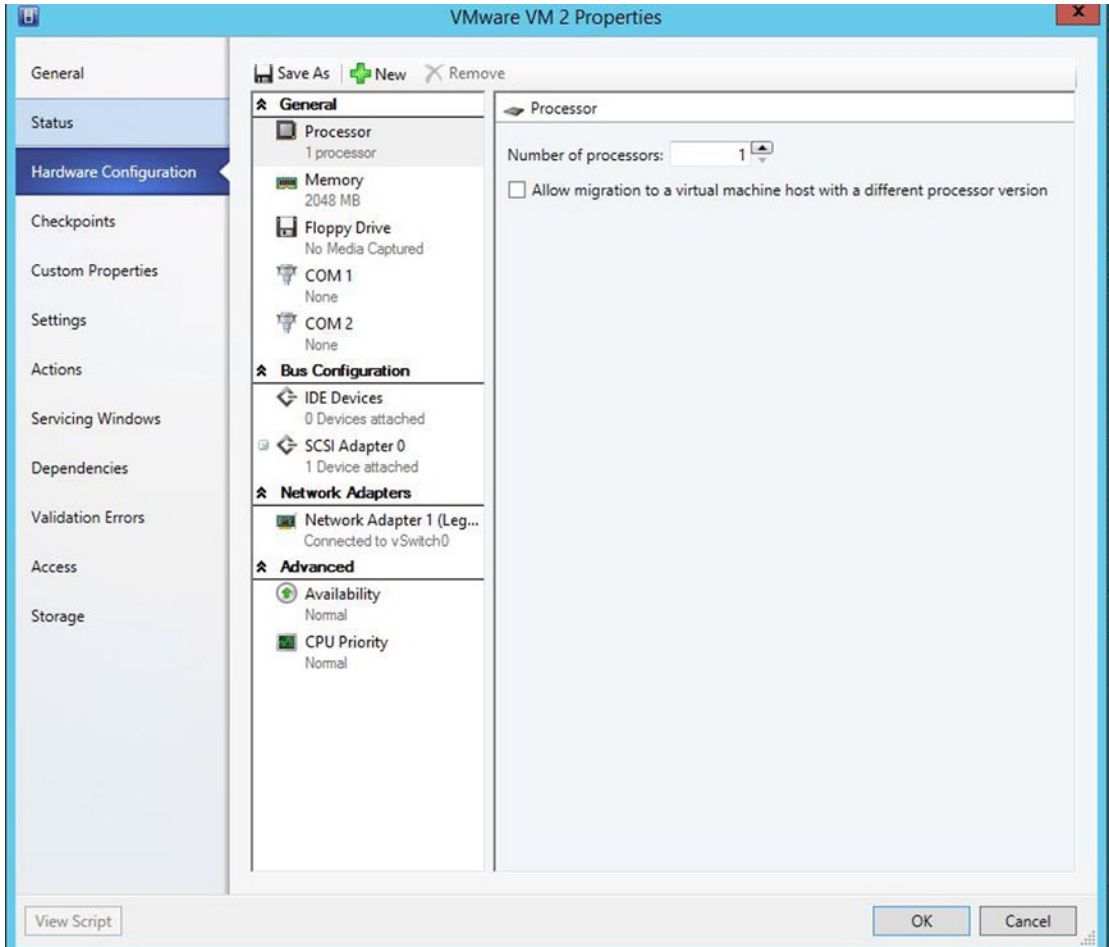 VMware VM 2 Properties
x
General
Status
Hardware Configuration
Checkpoints
Custom Properties
Settings
Actions
Servicing Windows
Dependencies
Validation Errors
Access
Storage
Save As New Remove
General
Processor
1 processor
Memory
2048 MB
Floppy Drive
No Media Captured
COM 1
None
COM 2
None
Bus Configuration
IDE Devices
0 Devices attached
SCSI Adapter 0
1 Device attached
Network Adapters
Network Adapter 1 (Leg...
Connected to vSwitch0
Advanced
Availability
Normal
CPU Priority
Normal
Processor
Number of processors: 1
Allow migration to a virtual machine host with a different processor version
View Script
OK Cancel